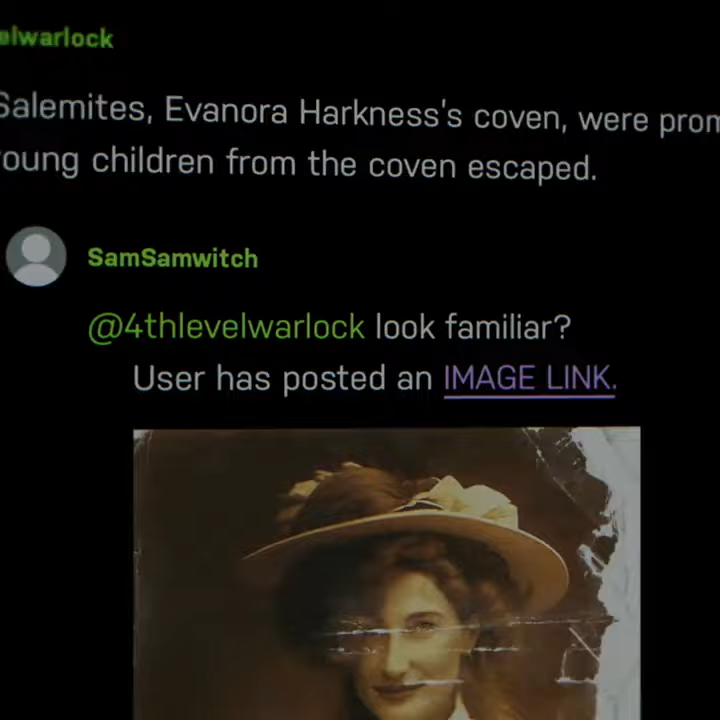 elwarlock
Salemites, Evanora Harkness's coven, were prom
oung children from the coven escaped.
SamSamwitch
@4thlevelwarlock look familiar?
User has posted an IMAGE LINK.